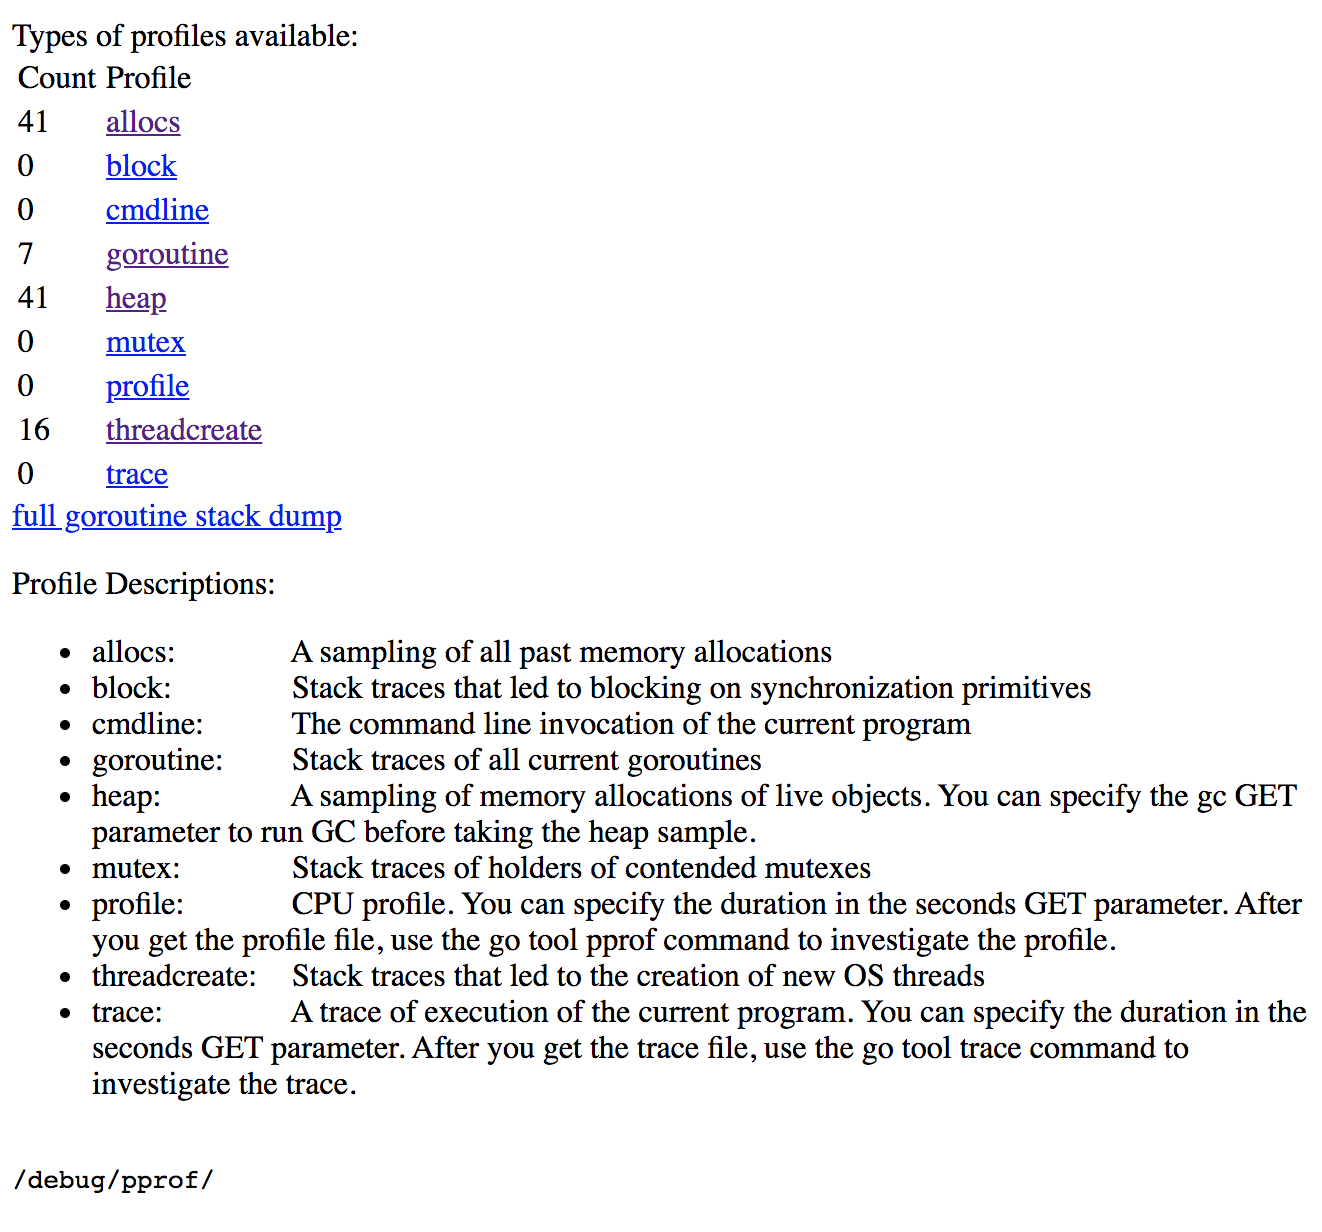 Types of profiles available:
Count Profile
41 allocs
0 block
0 cmdline
7 goroutine
41 heap
0 mutex
0 profile
16 threadcreate
0 trace
full goroutine stack dump
Profile Descriptions:
• allocs: A sampling of all past memory allocations
• block: Stack traces that led to blocking on synchronization primitives
• cmdline: The command line invocation of the current program
• goroutine: Stack traces of all current goroutines
• heap: A sampling of memory allocations of live objects. You can specify the gc GET
parameter to run GC before taking the heap sample.
• mutex: Stack traces of holders of contended mutexes
• profile: CPU profile. You can specify the duration in the seconds GET parameter. After
you get the profile file, use the go tool pprof command to investigate the profile.
• threadcreate: Stack traces that led to the creation of new OS threads
• trace: A trace of execution of the current program. You can specify the duration in the
seconds GET parameter. After you get the trace file, use the go tool trace command to
investigate the trace.
/debug/pprof/